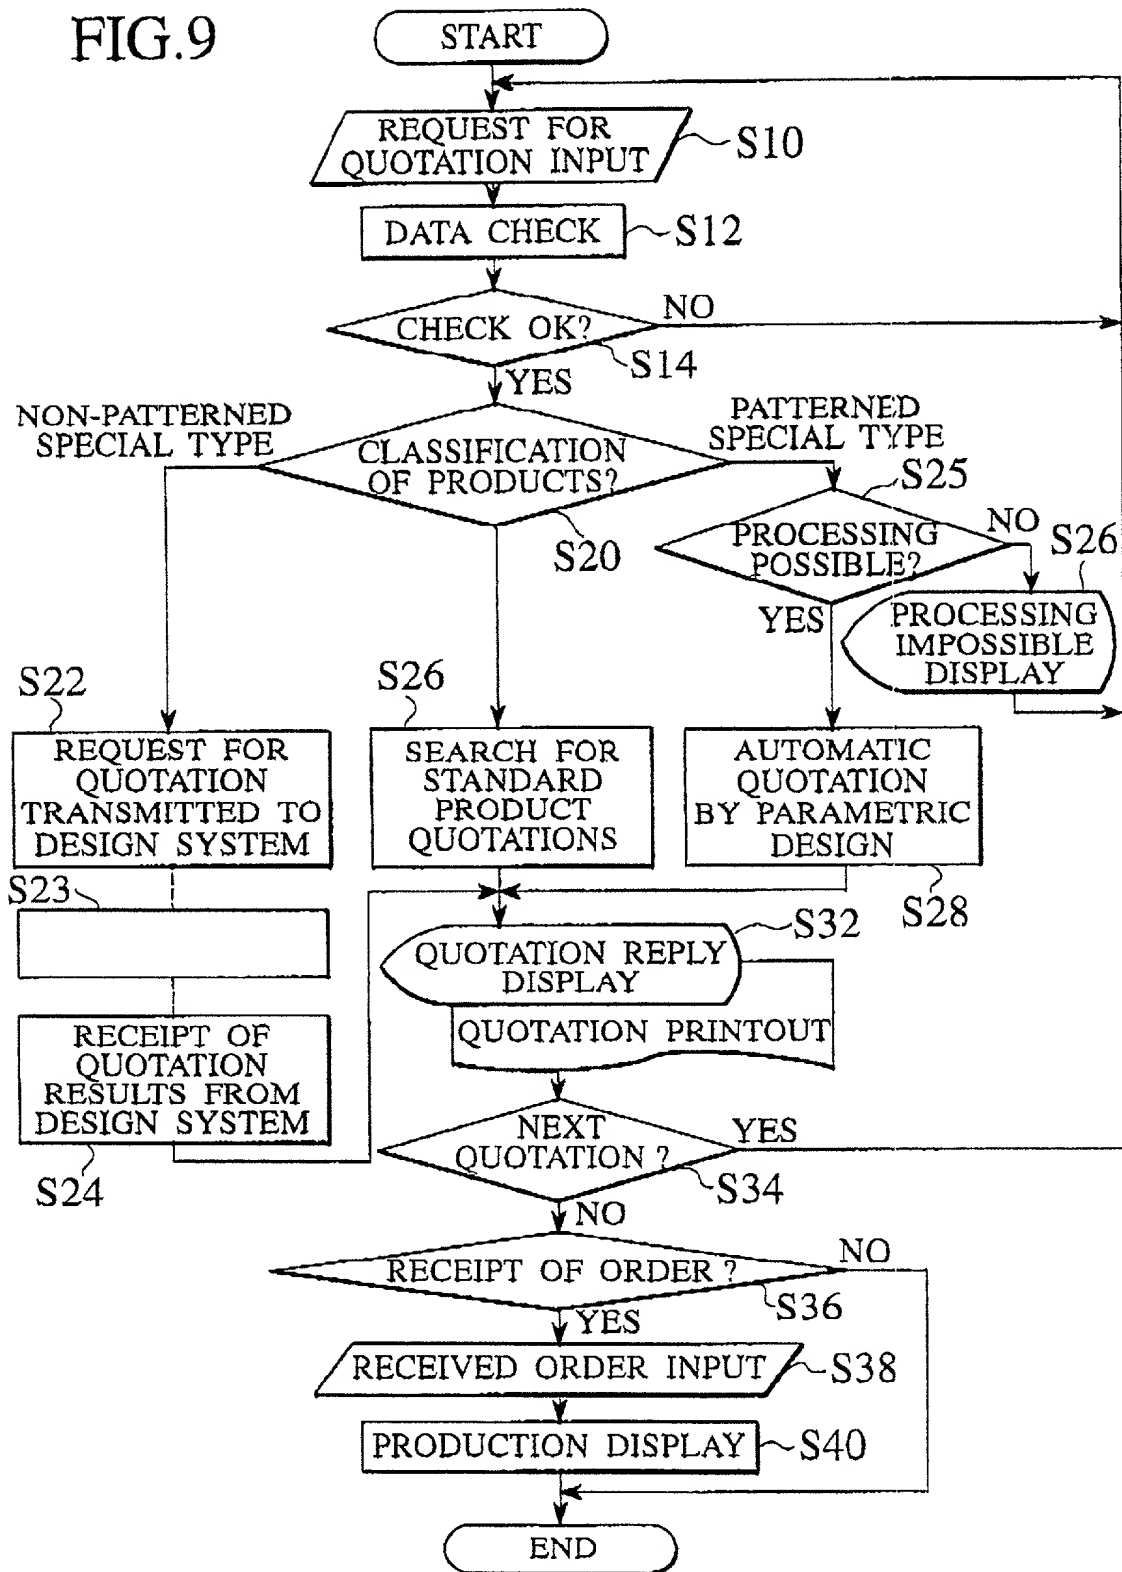 FIG.9
START
REQUEST FOR
QUOTATION INPUT
S10
DATA CHECK
S12
CHECK OK?
NO
S14
YES
NON-PATTERNED
SPECIAL TYPE
PATTERNED
SPECIAL TYPE
CLASSIFICATION
OF PRODUCTS?
S20
S25
PROCESSING
POSSIBLE?
NO
S26
YES
PROCESSING
IMPOSSIBLE
DISPLAY
S22
REQUEST FOR
QUOTATION
TRANSMITTED TO
DESIGN SYSTEM
S26
SEARCH FOR
STANDARD
PRODUCT
QUOTATIONS
AUTOMATIC
QUOTATION
BY PARAMETRIC
DESIGN
S28
S23
S32
QUOTATION REPLY
DISPLAY
QUOTATION PRINTOUT
RECEIPT OF
QUOTATION
RESULTS FROM
DESIGN SYSTEM
S24
NEXT
QUOTATION ?
YES
S34
NO
RECEIPT OF ORDER ?
NO
S36
YES
RECEIVED ORDER INPUT
S38
PRODUCTION DISPLAY
S40
END